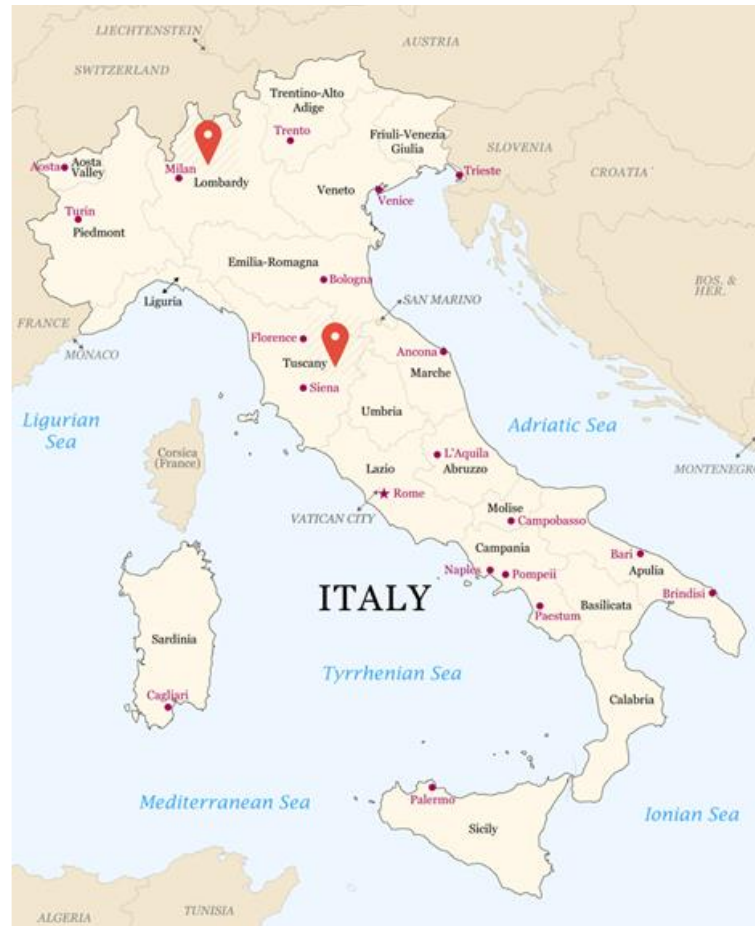 LIECHTENSTEIN
AUSTRIA
SWITZERLAND
Trentino-Alto
Adige
Trento
Friuli-Venezia
Giulia
SLOVENIA
Aosta
Aosta
Valley
Milan
Lombardy
Trieste
CROATIA
Veneto
Venice
Turin
Piedmont
Emilia-Romagna
Bologna
BOS. &
HER.
Liguria
SAN MARINO
FRANCE
MONACO
Florence
Tuscany
Ancona
Marche
Siena
Umbria
Ligurian
Sea
Adriatic Sea
Corsica
(France)
L'Aquila
Abruzzo
Lazio
MONTENEGRO
Rome
VATICAN CITY
Molise
Campobasso
Campania
Bari
Apulia
Naples
Pompeii
Brindisi
ITALY
Paestum
Basilicata
Sardinia
Tyrrhenian Sea
Cagliari
Calabria
Mediterranean Sea
Palermo
Sicily
Ionian Sea
ALGERIA
TUNISIA